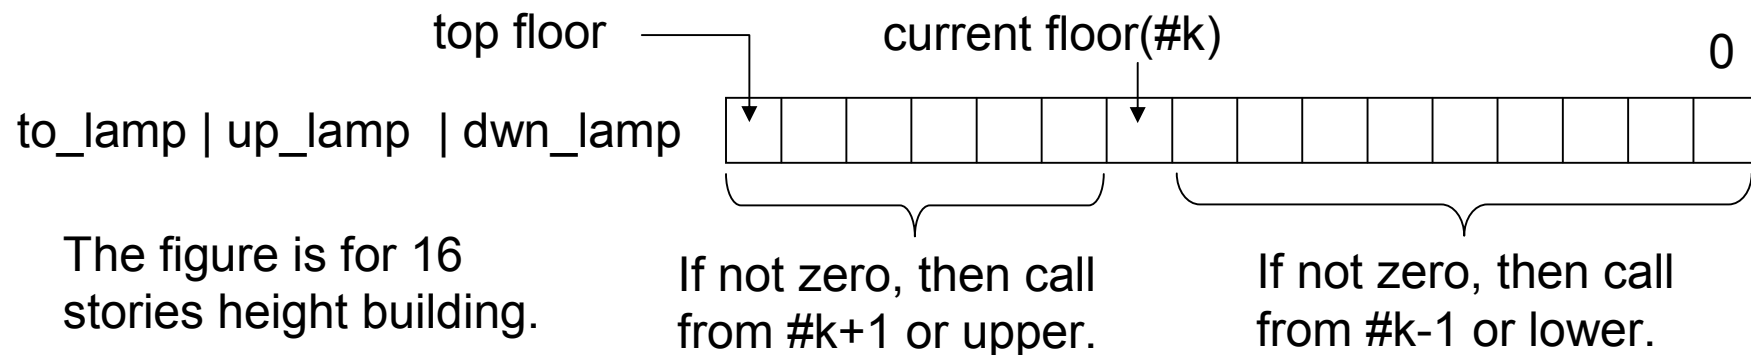 top floor
current floor(#k)
0
to_lamp | up_lamp | dwn_lamp
The figure is for 16
stories height building.
If not zero, then call
from #k+1 or upper.
If not zero, then call
from #k-1 or lower.